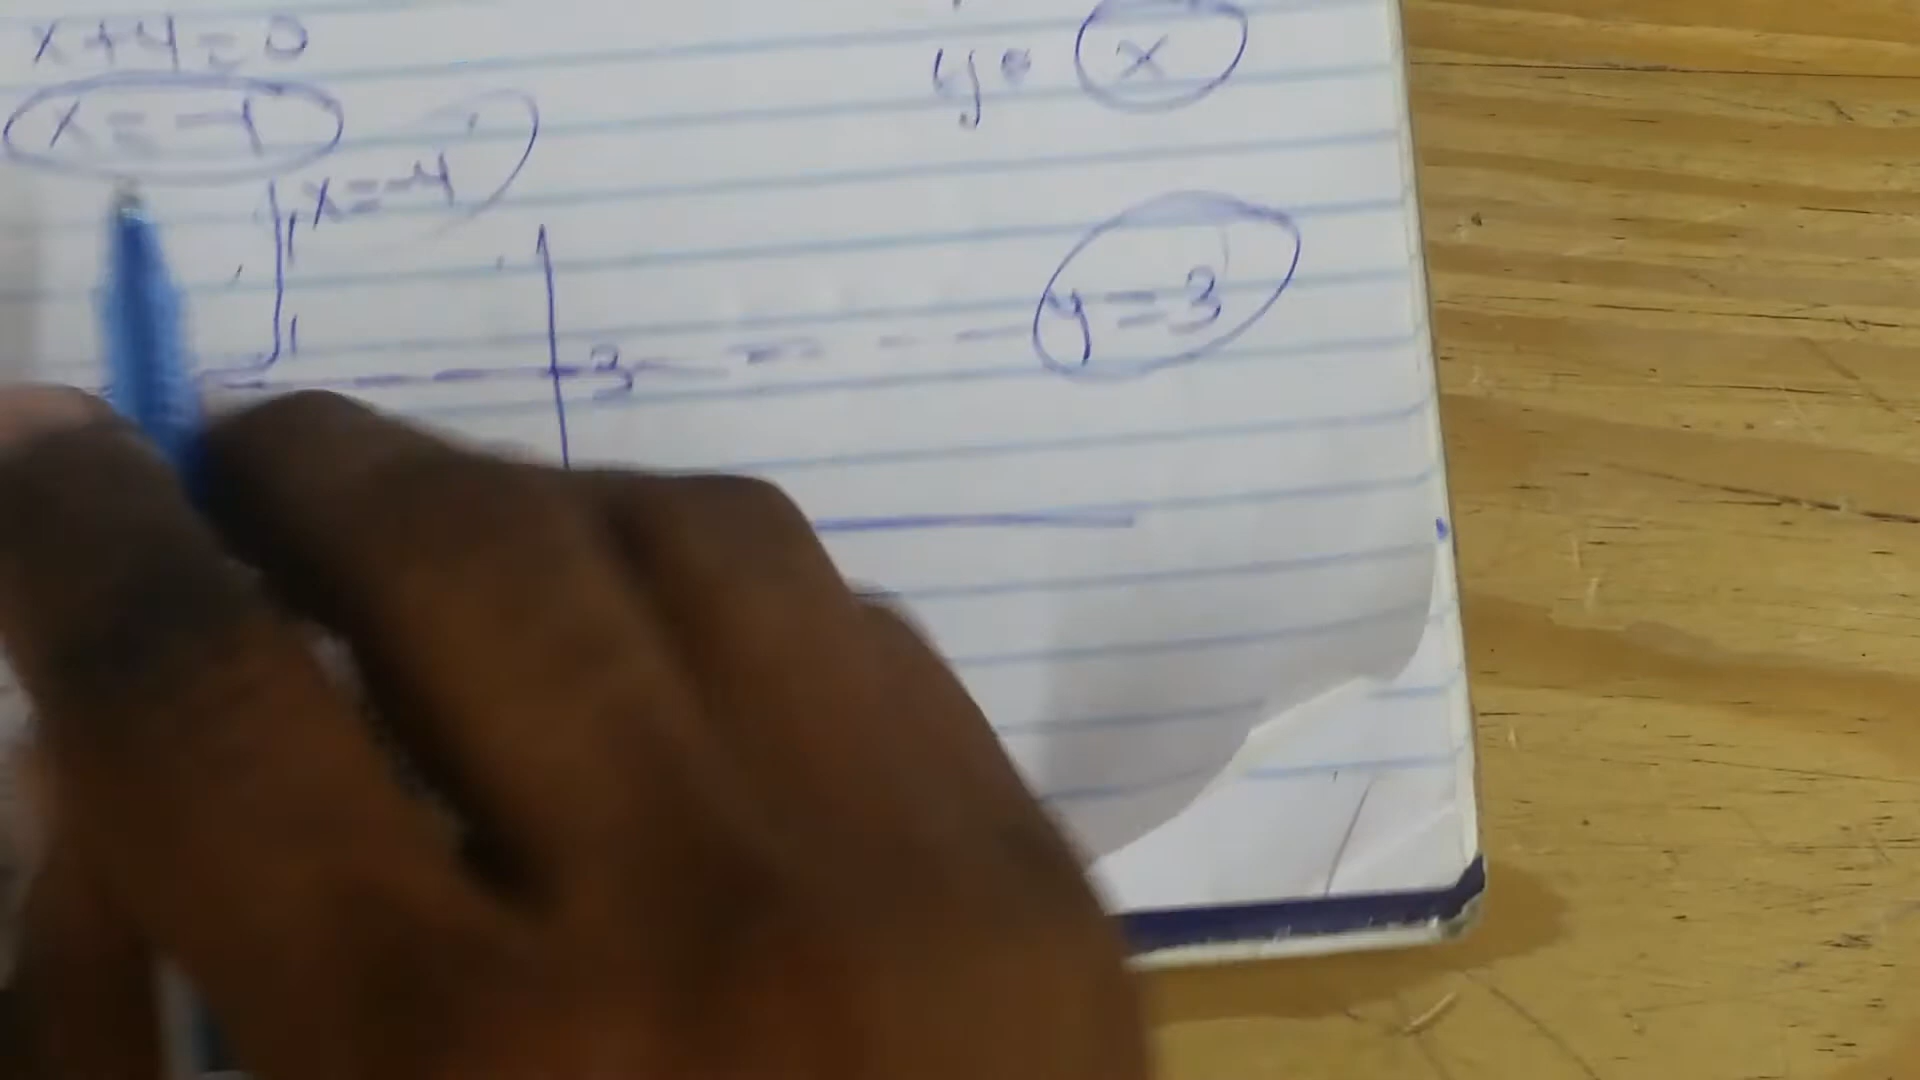 x+4=0
x=-4
x=-4
y= x
y=3
3